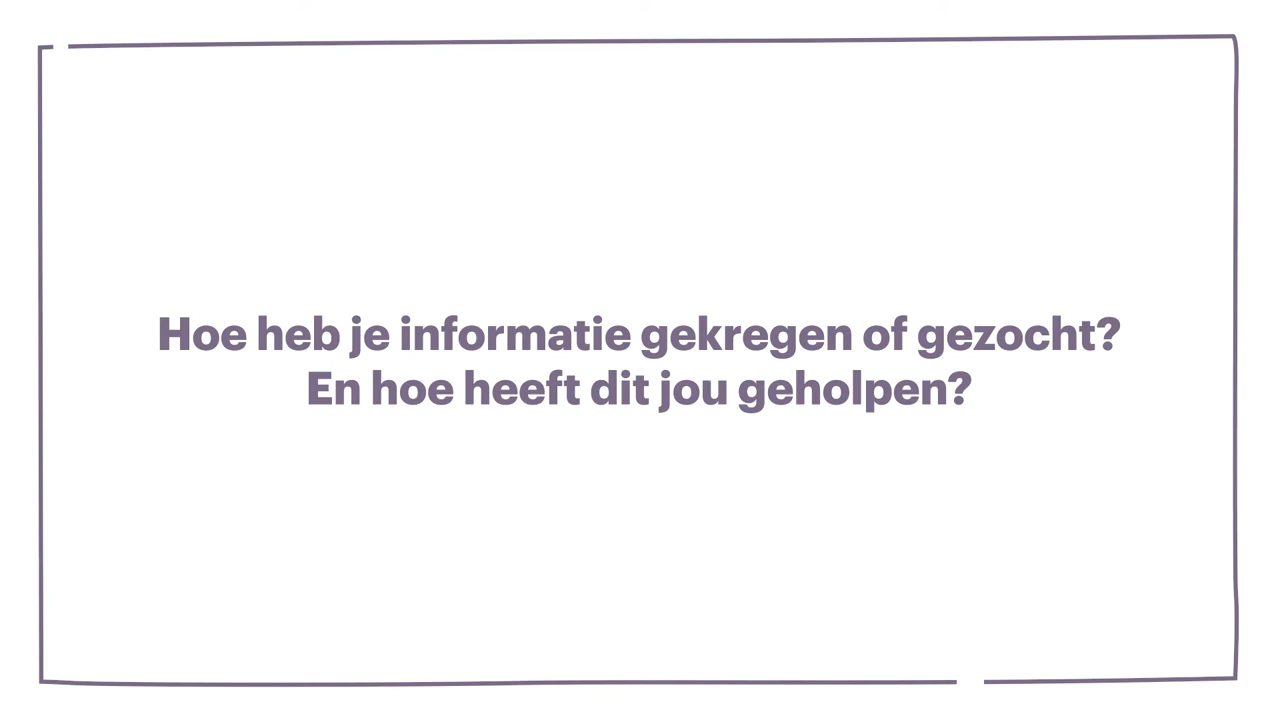 Hoe heb je informatie gekregen of gezocht?
En hoe heeft dit jou geholpen?